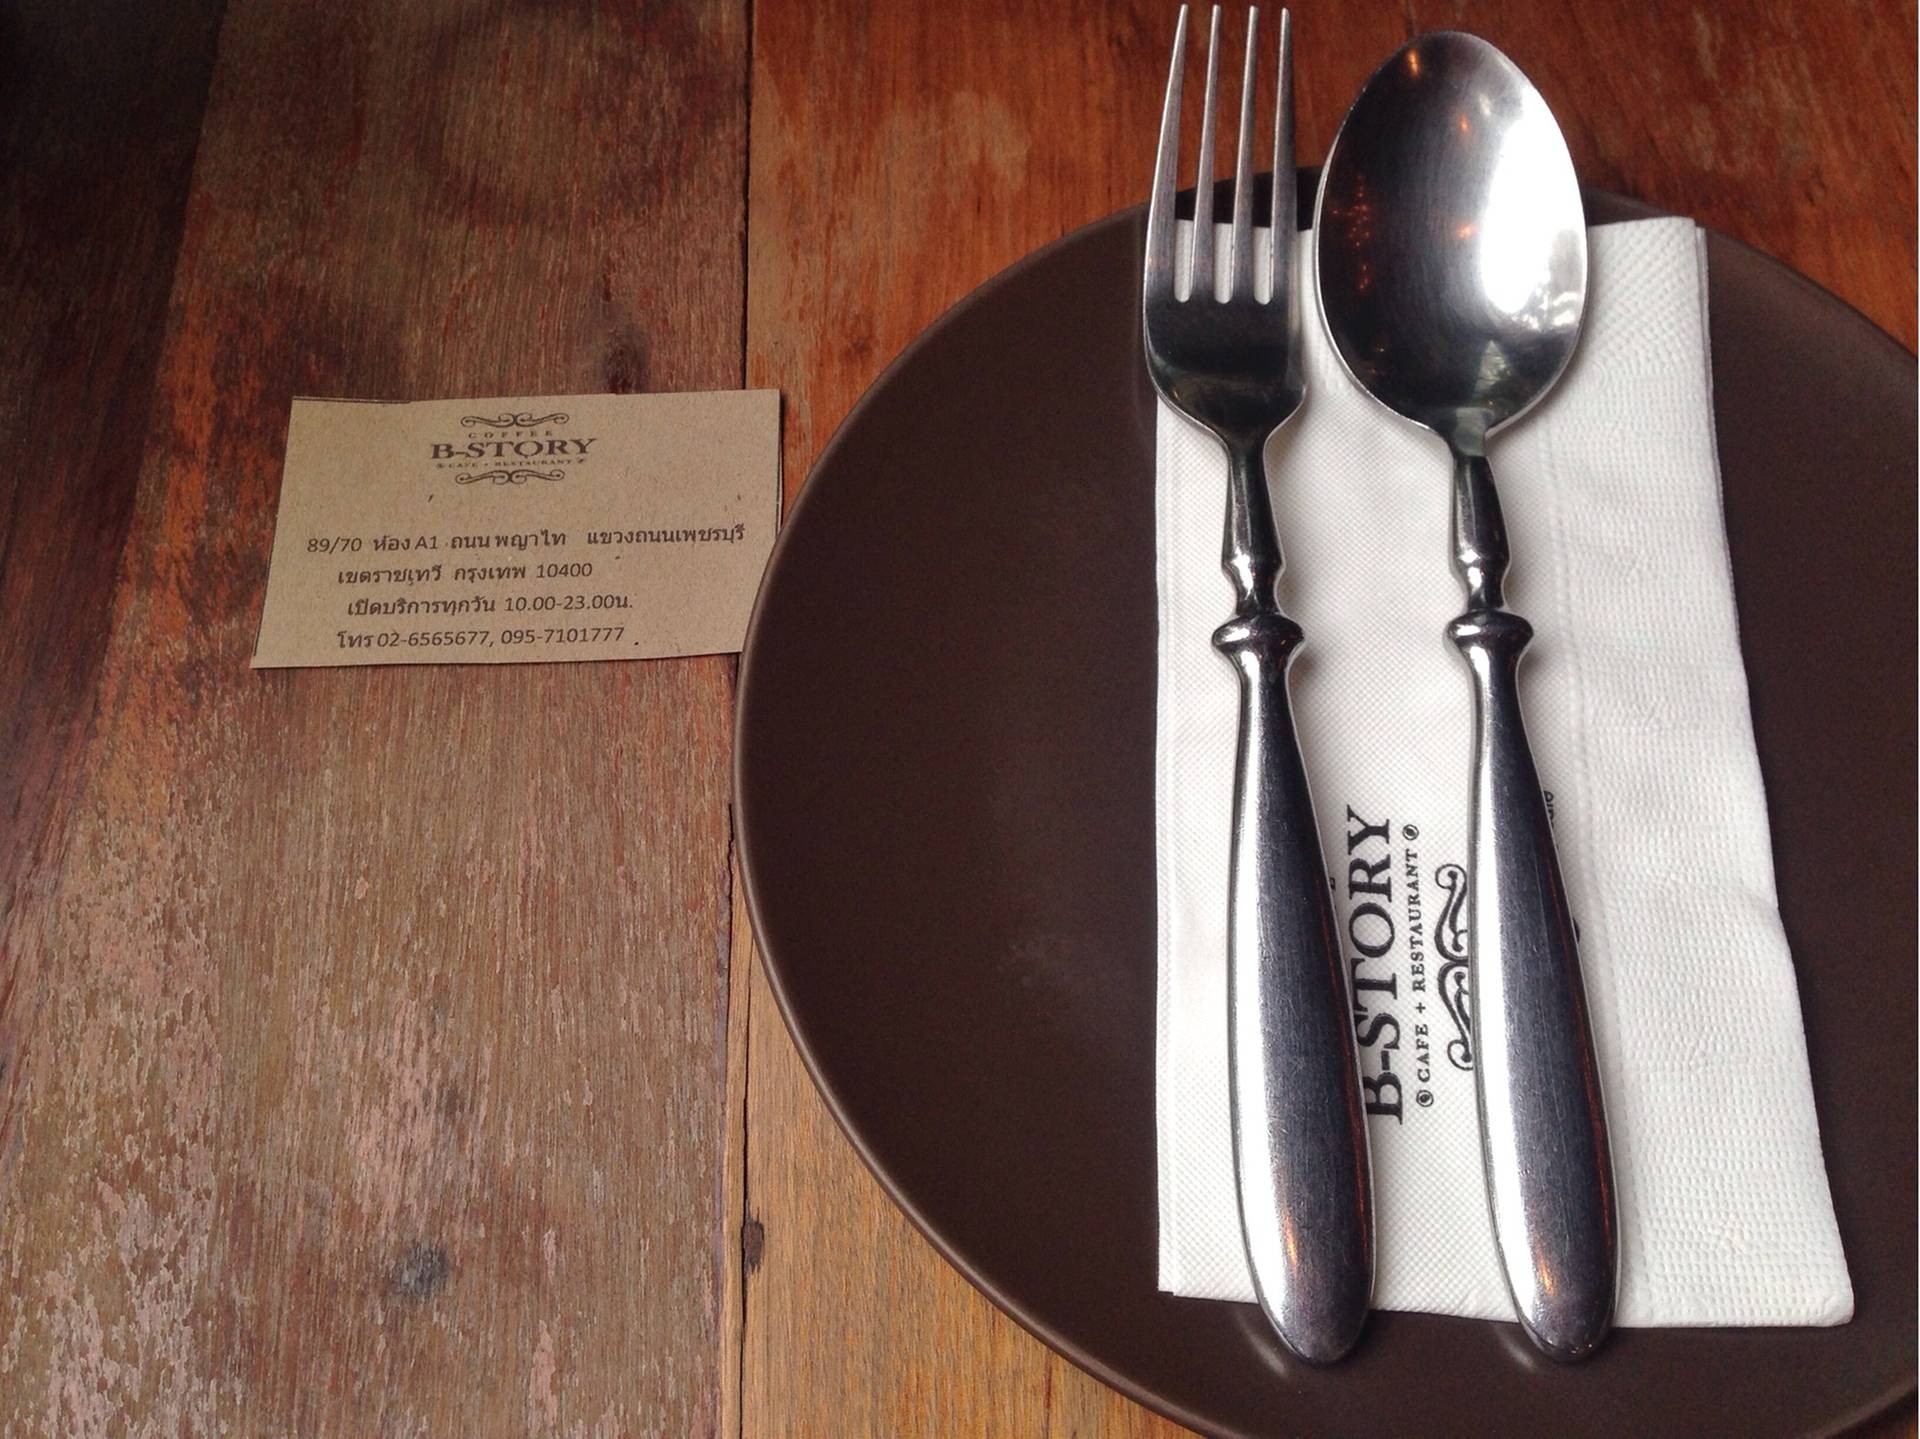 COFFEE
B-STORY
CAFE + RESTAURANT
89/70 ห้อง A1 ถนน พญาไท แขวงถนนเพชรบุรี
เขตราชเทวี กรุงเทพ 10400
เปิดบริการทุกวัน 10.00-23.00น.
โทร 02-6565677, 095-7101777
B-STORY
CAFE + RESTAURANT